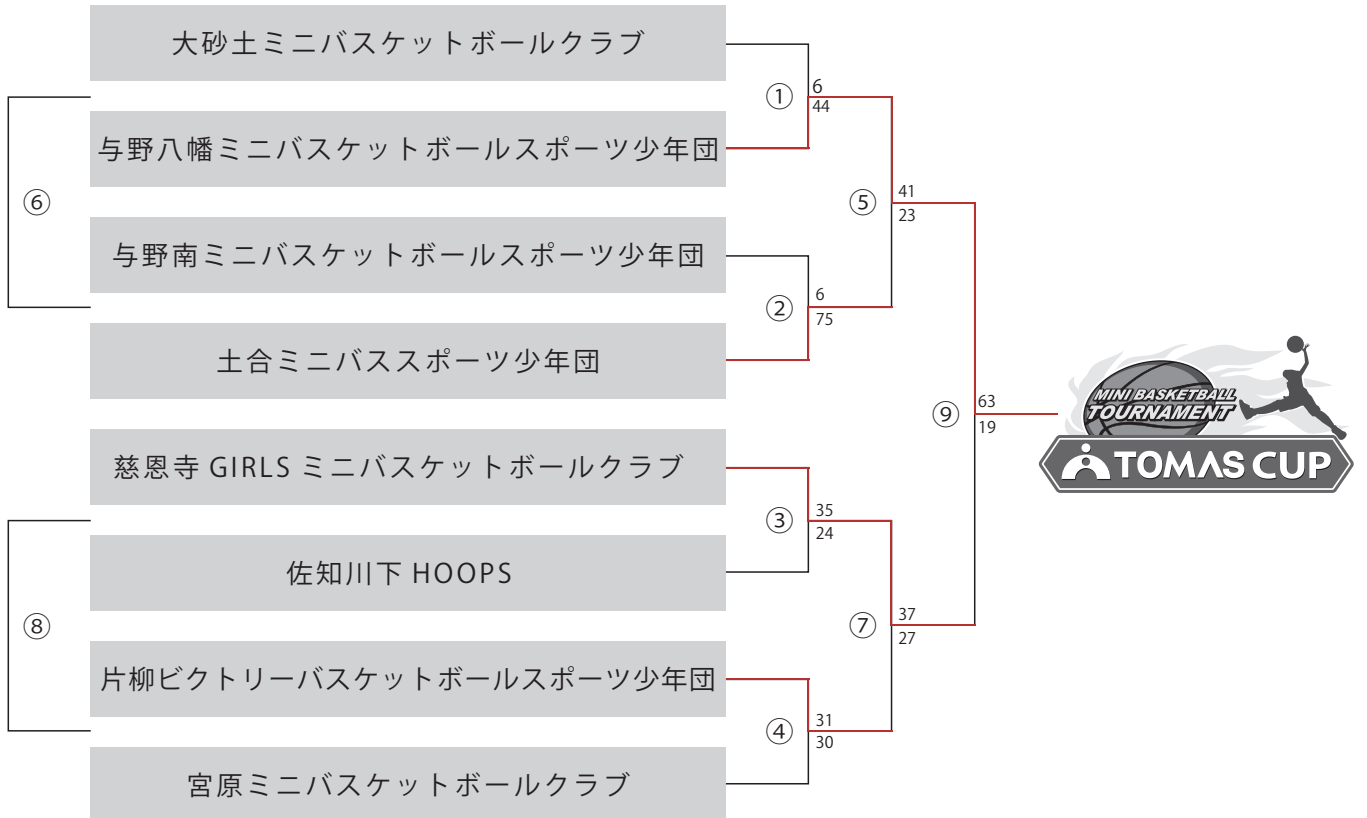 大砂土ミニバスケットボールクラブ
① 6
44
与野八幡ミニバスケットボールスポーツ少年団
⑥
⑤ 41
23
与野南ミニバスケットボールスポーツ少年団
② 6
75
土合ミニバススポーツ少年団
⑨ 63
19
MINI BASKETBALL
TOURNAMENT
TOMAS CUP
慈恩寺 GIRLS ミニバスケットボールクラブ
③ 35
24
佐知川下 HOOPS
⑧
⑦ 37
27
片柳ビクトリーバスケットボールスポーツ少年団
④ 31
30
宮原ミニバスケットボールクラブ